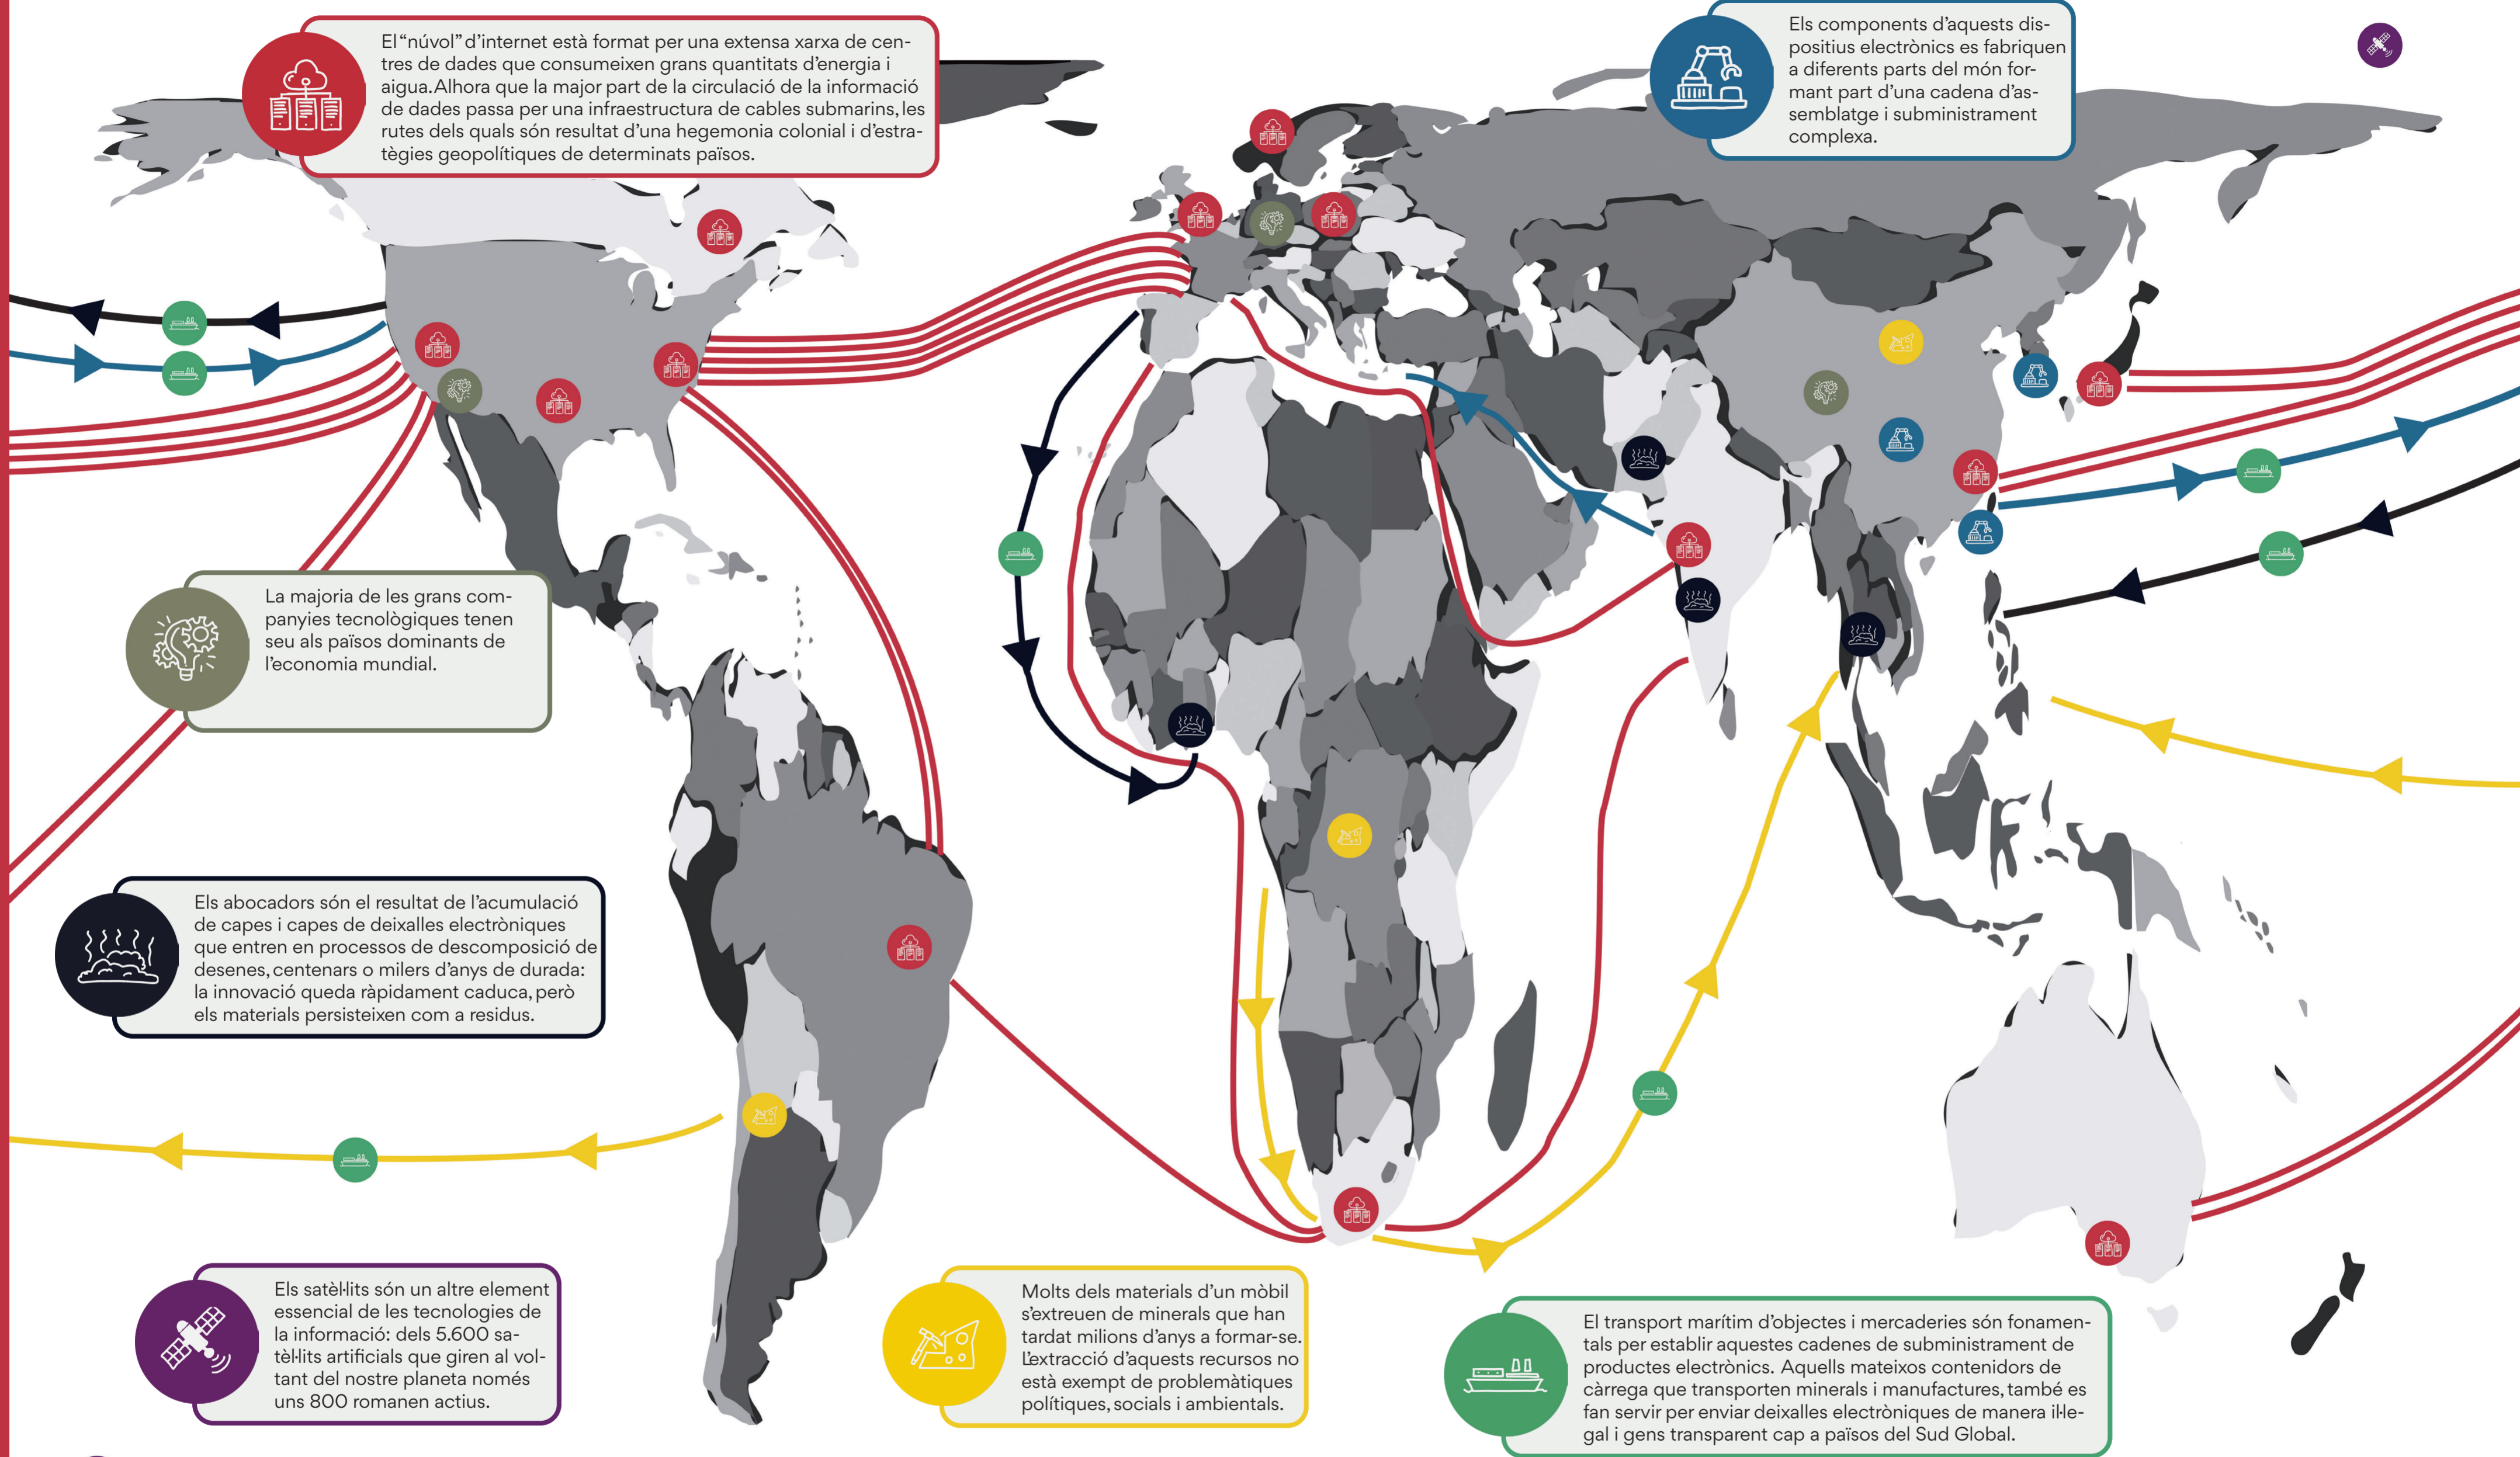 El “núvol” d’internet està format per una extensa xarxa de cen-
tres de dades que consumeixen grans quantitats d’energia i
aigua. Alhora que la major part de la circulació de la informació
de dades passa per una infraestructura de cables submarins, les
rutes dels quals són resultat d’una hegemonia colonial i d’estra-
tègies geopolítiques de determinats països.
Els components d’aquests dis-
positius electrònics es fabriquen
a diferents parts del món for-
mant part d’una cadena d’as-
semblatge i subministrament
complexa.
La majoria de les grans com-
panyies tecnològiques tenen
seu als països dominants de
l’economia mundial.
Els abocadors són el resultat de l’acumulació
de capes i capes de deixalles electròniques
que entren en processos de descomposició de
desenes, centenars o milers d’anys de durada:
la innovació queda ràpidament caduca, però
els materials persisteixen com a residus.
Els satèl·lits són un altre element
essencial de les tecnologies de
la informació: dels 5.600 sa-
tèl·lits artificials que giren al vol-
tant del nostre planeta només
uns 800 romanen actius.
Molts dels materials d’un mòbil
s’extreuen de minerals que han
tardat milions d’anys a formar-se.
L’extracció d’aquests recursos no
està exempt de problemàtiques
polítiques, socials i ambientals.
El transport marítim d’objectes i mercaderies són fonamen-
tals per establir aquestes cadenes de subministrament de
productes electrònics. Aquells mateixos contenidors de
càrrega que transporten minerals i manufactures, també es
fan servir per enviar deixalles electròniques de manera il·le-
gal i gens transparent cap a països del Sud Global.